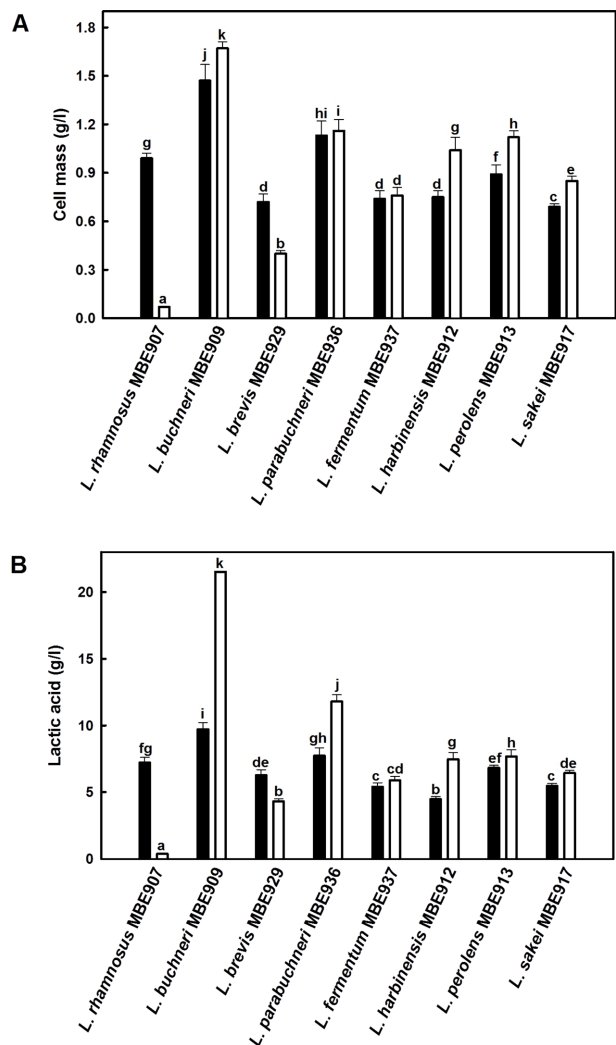 A
Cell mass (g/l)
1.8
1.5
1.2
0.9
0.6
0.3
0.0
g
a
j
k
d
b
hi
i
d
d
d
g
f
h
c
e
L. rhamnosus MBE907
L. buchneri MBE909
L. brevis MBE929
L. parabuchneri MBE936
L. fermentum MBE937
L. harbinensis MBE912
L. perolens MBE913
L. sakei MBE917
B
Lactic acid (g/l)
20
15
10
5
0
fg
a
i
k
de
b
gh
j
c
cd
b
g
ef
h
c
de
L. rhamnosus MBE907
L. buchneri MBE909
L. brevis MBE929
L. parabuchneri MBE936
L. fermentum MBE937
L. harbinensis MBE912
L. perolens MBE913
L. sakei MBE917